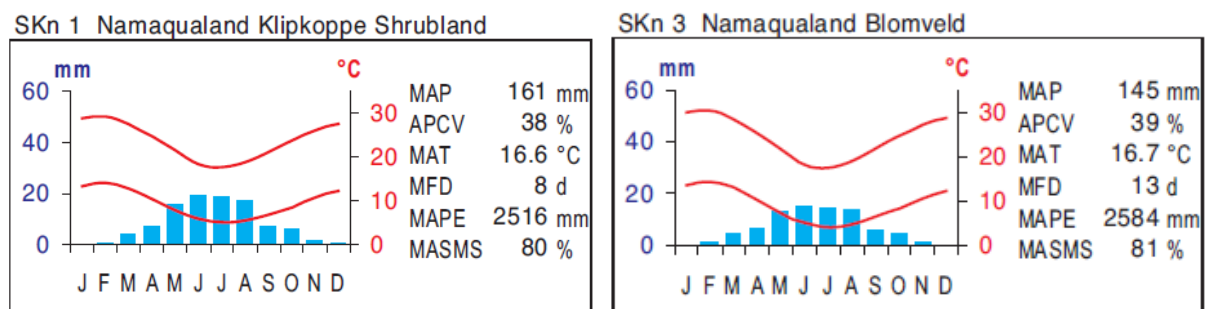 SKn 1 Namaqualand Klipkoppe Shrubland
mm
°C
60
40
20
0
30
20
10
0
J F M A M J J A S O N D
MAP 161 mm
APCV 38 %
MAT 16.6 °C
MFD 8 d
MAPE 2516 mm
MASMS 80 %
SKn 3 Namaqualand Blomveld
mm
°C
60
40
20
0
30
20
10
0
J F M A M J J A S O N D
MAP 145 mm
APCV 39 %
MAT 16.7 °C
MFD 13 d
MAPE 2584 mm
MASMS 81 %